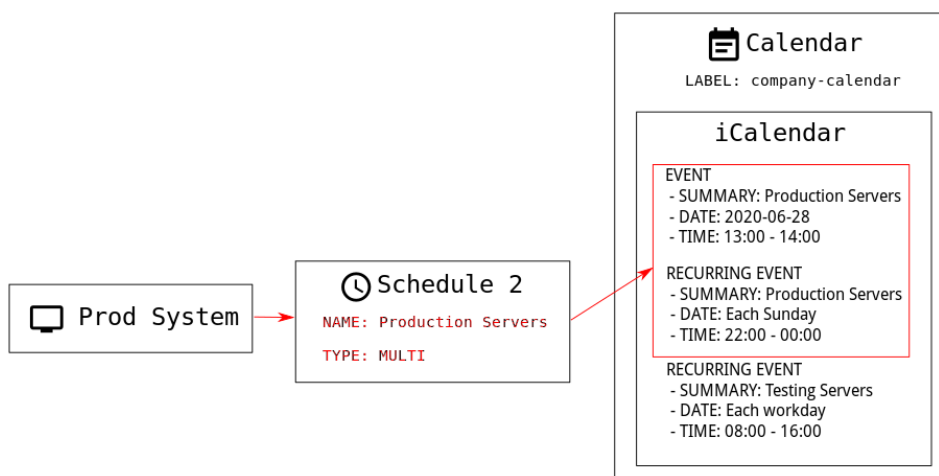 Calendar
LABEL: company-calendar
iCalendar
EVENT
- SUMMARY: Production Servers
- DATE: 2020-06-28
- TIME: 13:00 - 14:00
RECURRING EVENT
- SUMMARY: Production Servers
- DATE: Each Sunday
- TIME: 22:00 - 00:00
RECURRING EVENT
- SUMMARY: Testing Servers
- DATE: Each workday
- TIME: 08:00 - 16:00
Schedule 2
NAME: Production Servers
TYPE: MULTI
Prod System